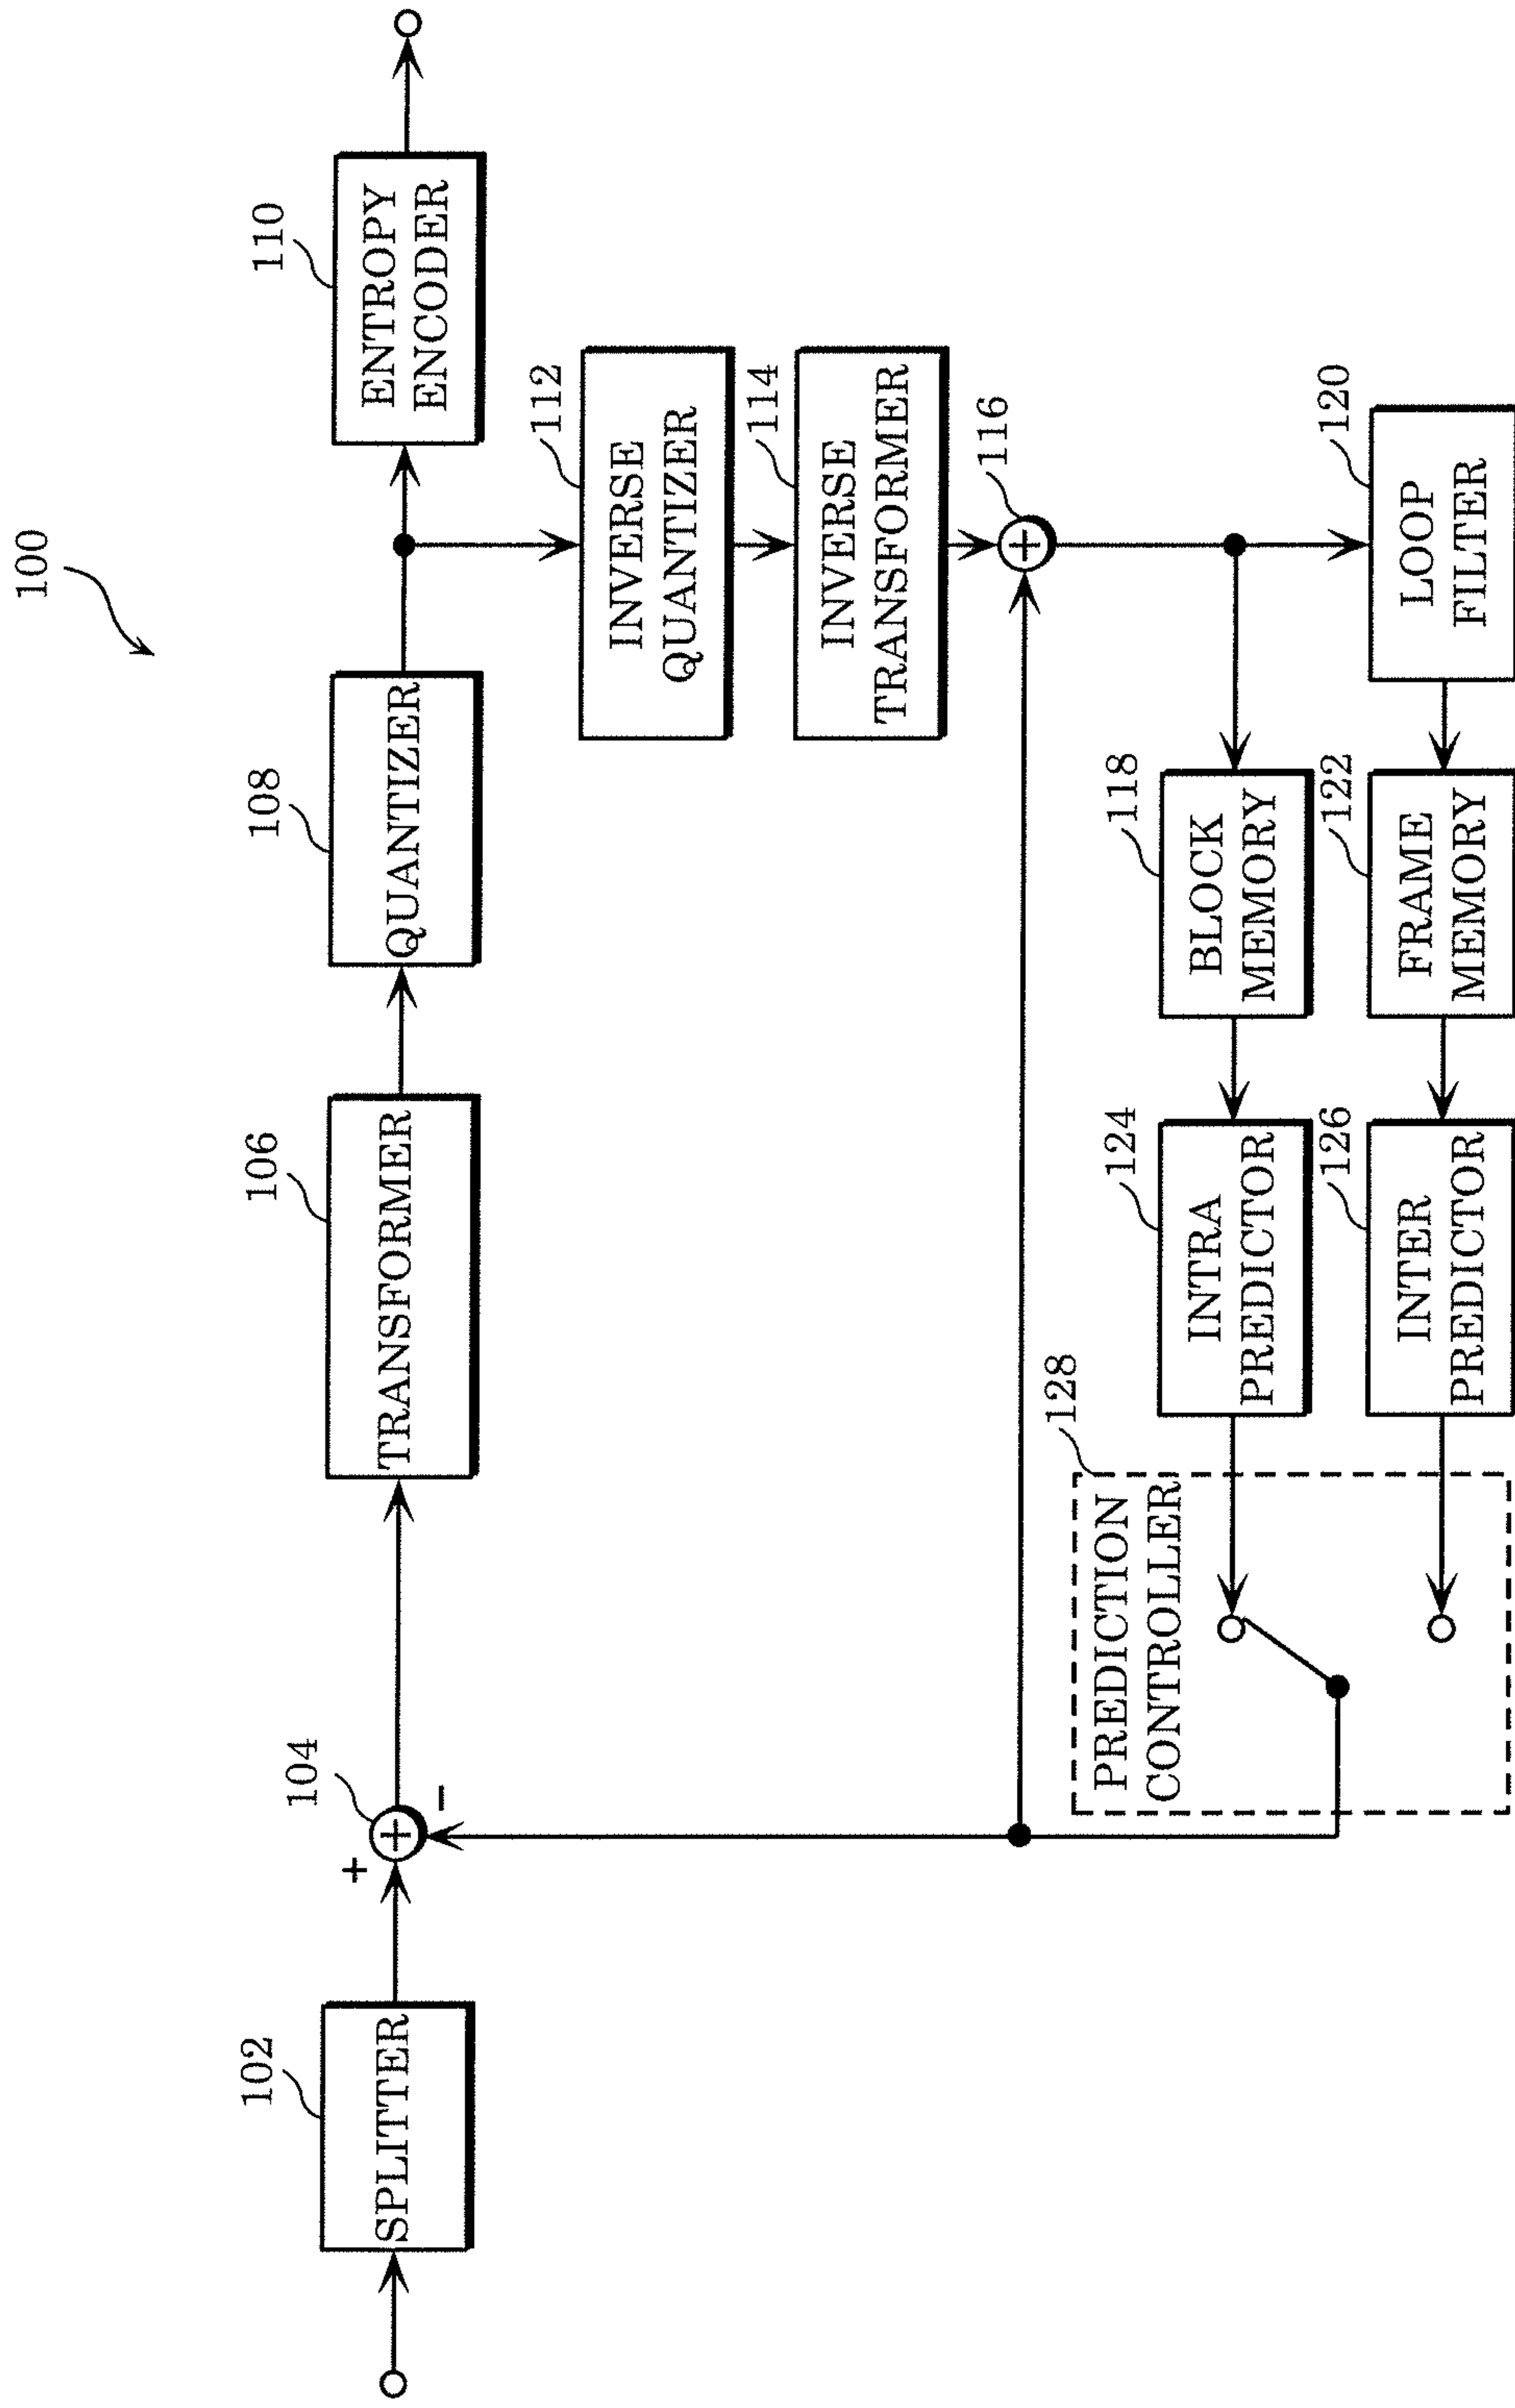 100
102
SPLITTER
104
+
−
106
TRANSFORMER
108
QUANTIZER
110
ENTROPY
ENCODER
112
INVERSE
QUANTIZER
114
INVERSE
TRANSFORMER
116
128
PREDICTION
CONTROLLER
124
INTRA
PREDICTOR
118
BLOCK
MEMORY
126
INTER
PREDICTOR
122
FRAME
MEMORY
120
LOOP
FILTER